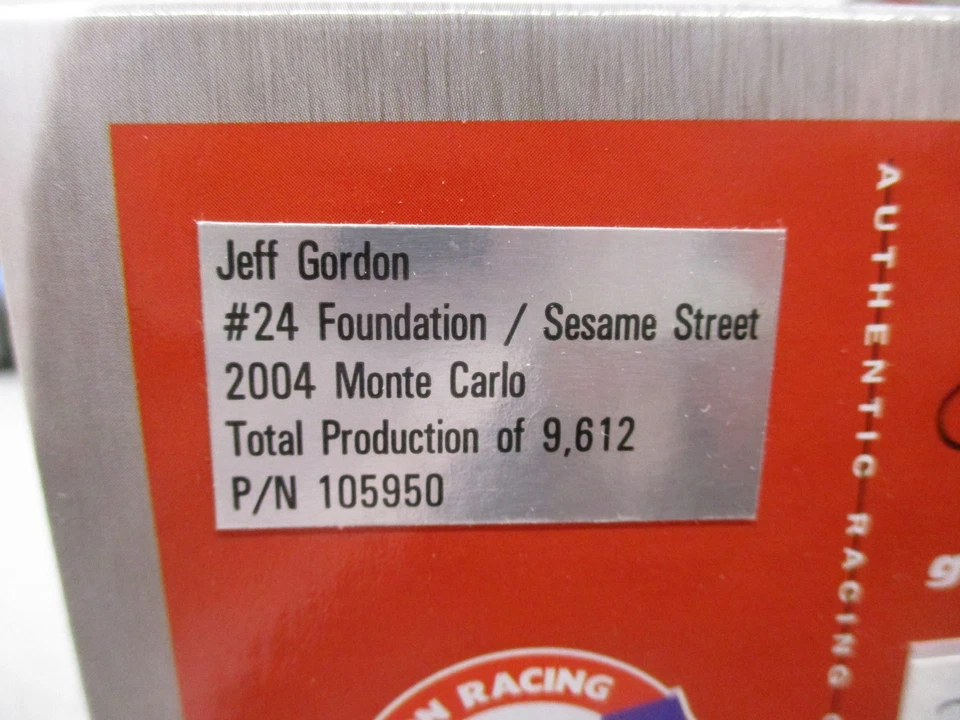 Jeff Gordon
#24 Foundation / Sesame Street
2004 Monte Carlo
Total Production of 9,612
P/N 105950
AUTHENTIC RACING
RACING